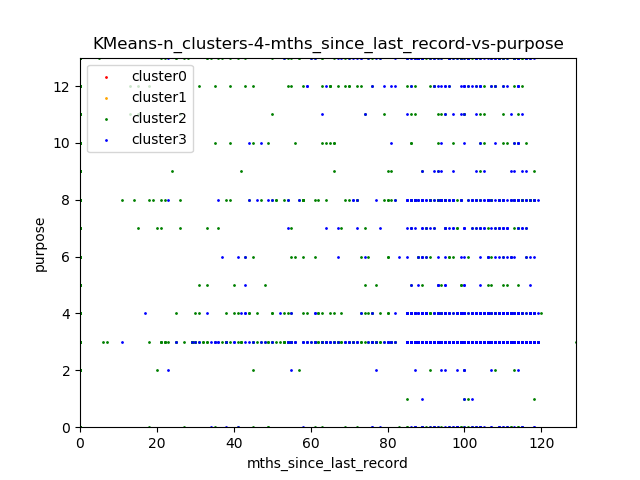 KMeans-n_clusters-4-mths_since_last_record-vs-purpose
cluster0
cluster1
cluster2
cluster3
12
10
8
6
4
2
0
purpose
0 20 40 60 80 100 120
mths_since_last_record